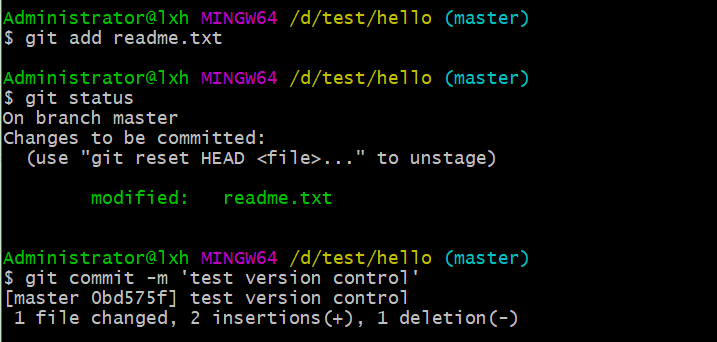 Administrator@lxh MINGW64 /d/test/hello (master)
$ git add readme.txt
Administrator@lxh MINGW64 /d/test/hello (master)
$ git status
On branch master
Changes to be committed:
  (use "git reset HEAD <file>..." to unstage)
        modified:   readme.txt
Administrator@lxh MINGW64 /d/test/hello (master)
$ git commit -m 'test version control'
[master 0bd575f] test version control
 1 file changed, 2 insertions(+), 1 deletion(-)